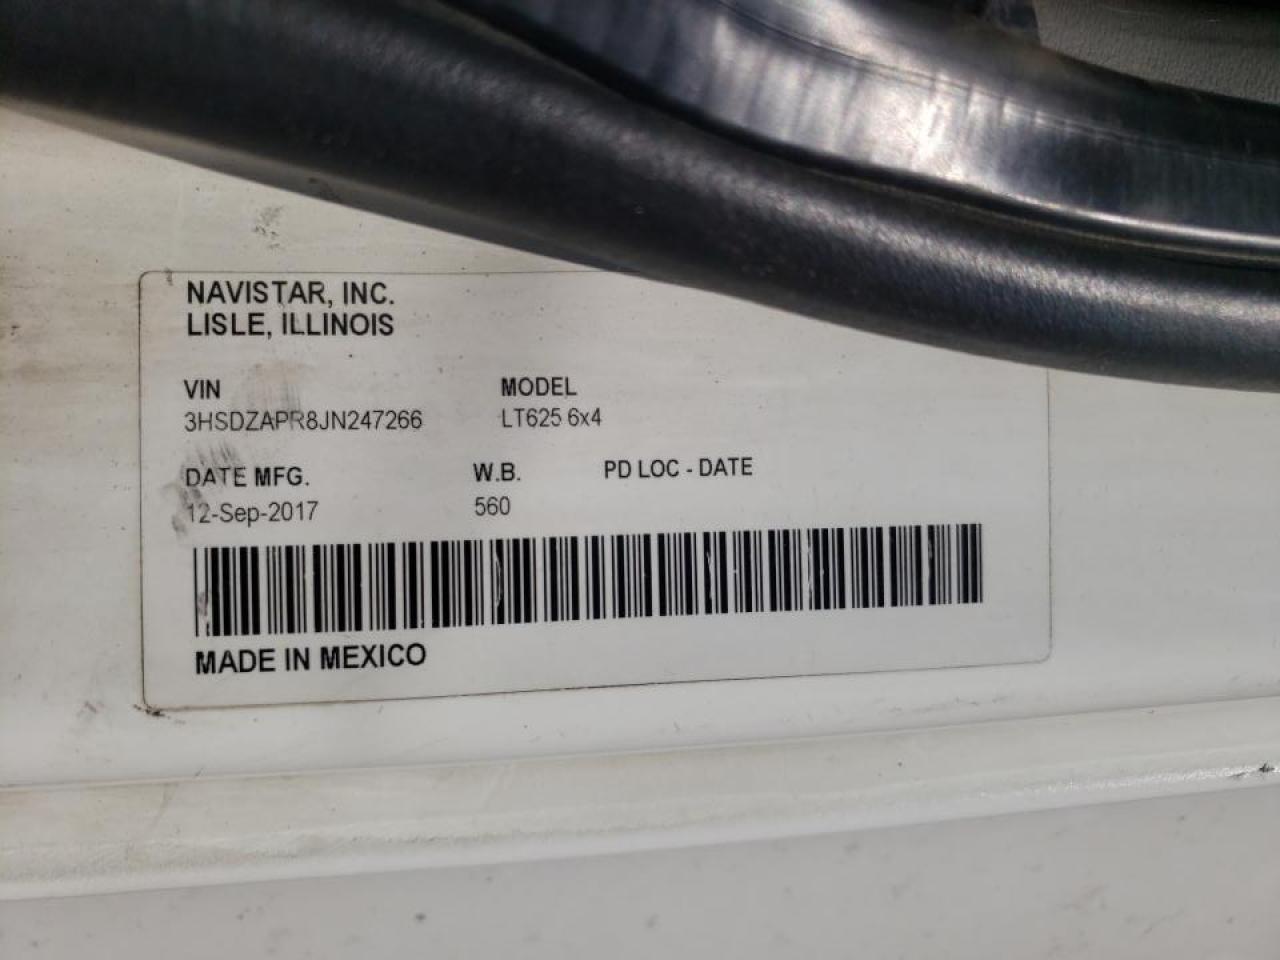 NAVISTAR, INC.
LISLE, ILLINOIS
VIN MODEL
3HSDZAPR8JN247266 LT625 6x4
DATE MFG. W.B. PD LOC - DATE
12-Sep-2017 560
MADE IN MEXICO